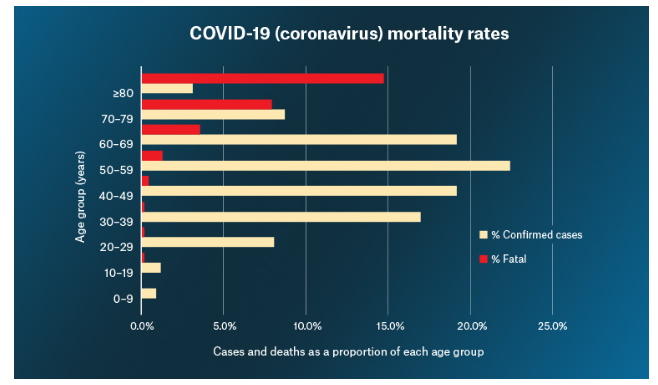 COVID-19 (coronavirus) mortality rates
Age group (years)
≥80
70–79
60–69
50–59
40–49
30–39
20–29
10–19
0–9
% Confirmed cases
% Fatal
0.0% 5.0% 10.0% 15.0% 20.0% 25.0%
Cases and deaths as a proportion of each age group